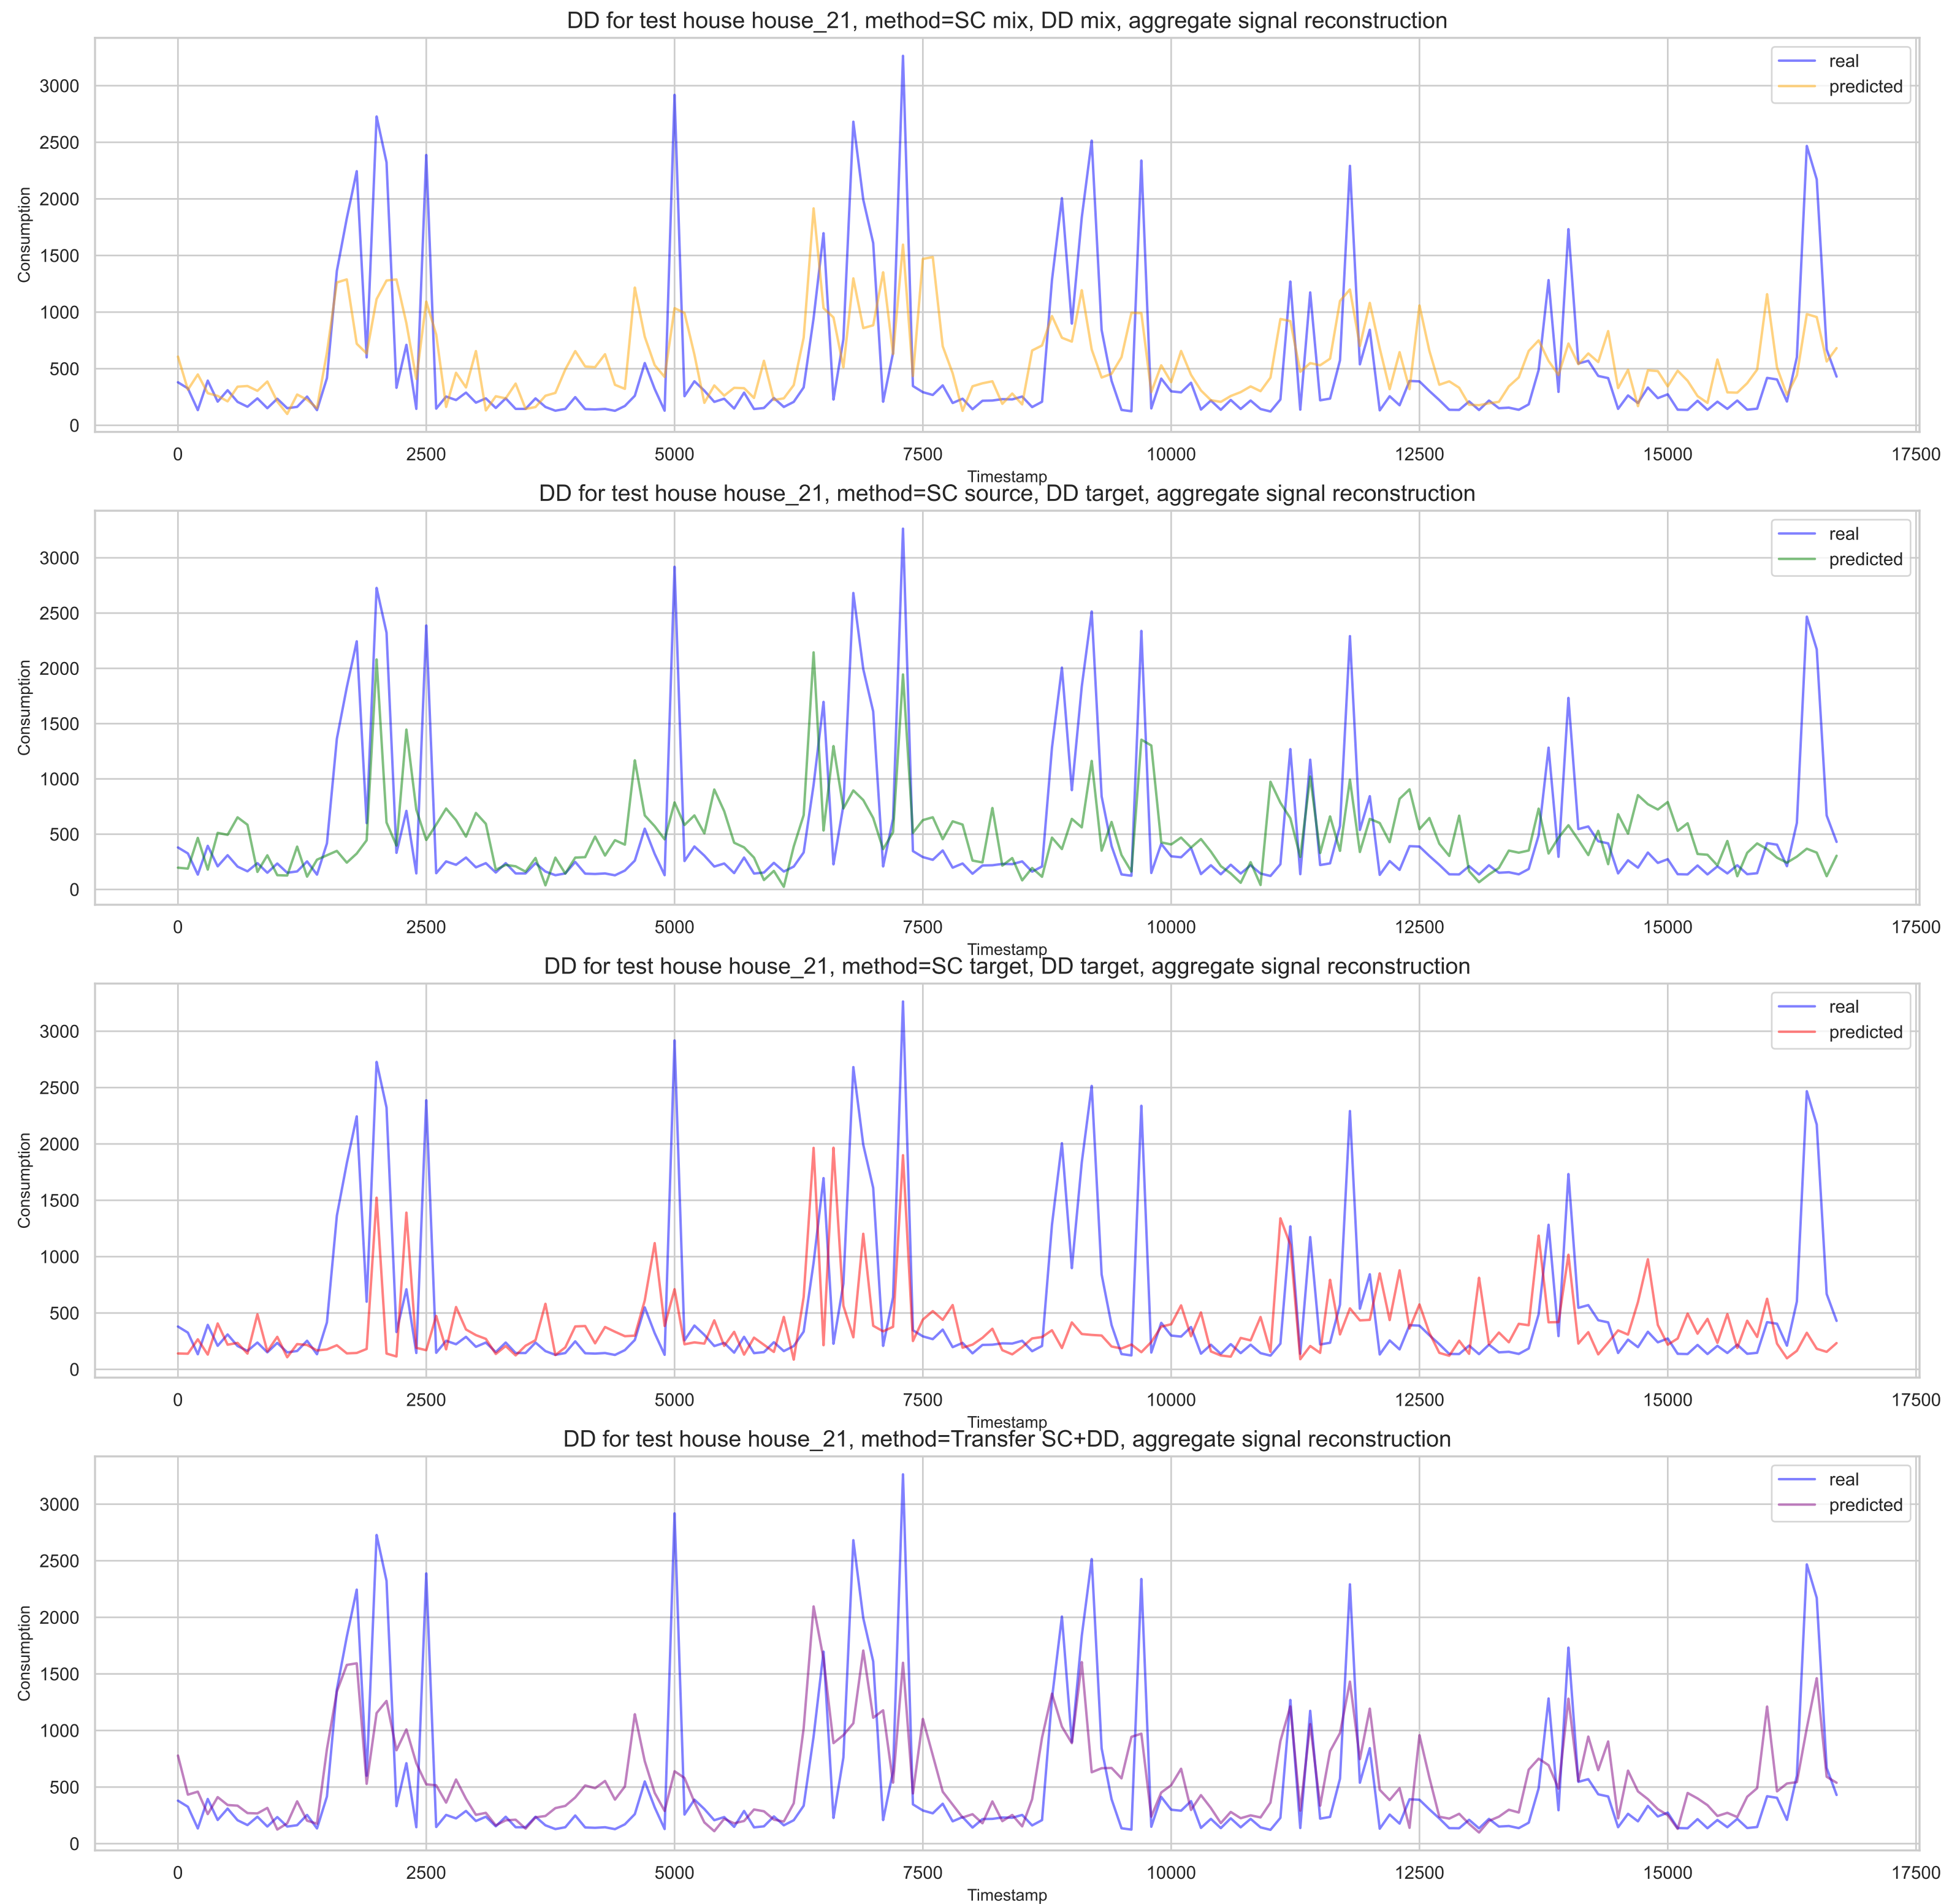 DD for test house house_21, method=SC mix, DD mix, aggregate signal reconstruction
real
predicted
Consumption
3000
2500
2000
1500
1000
500
0
0 2500 5000 7500 10000 12500 15000 17500
Timestamp
DD for test house house_21, method=SC source, DD target, aggregate signal reconstruction
real
predicted
Consumption
3000
2500
2000
1500
1000
500
0
0 2500 5000 7500 10000 12500 15000 17500
Timestamp
DD for test house house_21, method=SC target, DD target, aggregate signal reconstruction
real
predicted
Consumption
3000
2500
2000
1500
1000
500
0
0 2500 5000 7500 10000 12500 15000 17500
Timestamp
DD for test house house_21, method=Transfer SC+DD, aggregate signal reconstruction
real
predicted
Consumption
3000
2500
2000
1500
1000
500
0
0 2500 5000 7500 10000 12500 15000 17500
Timestamp